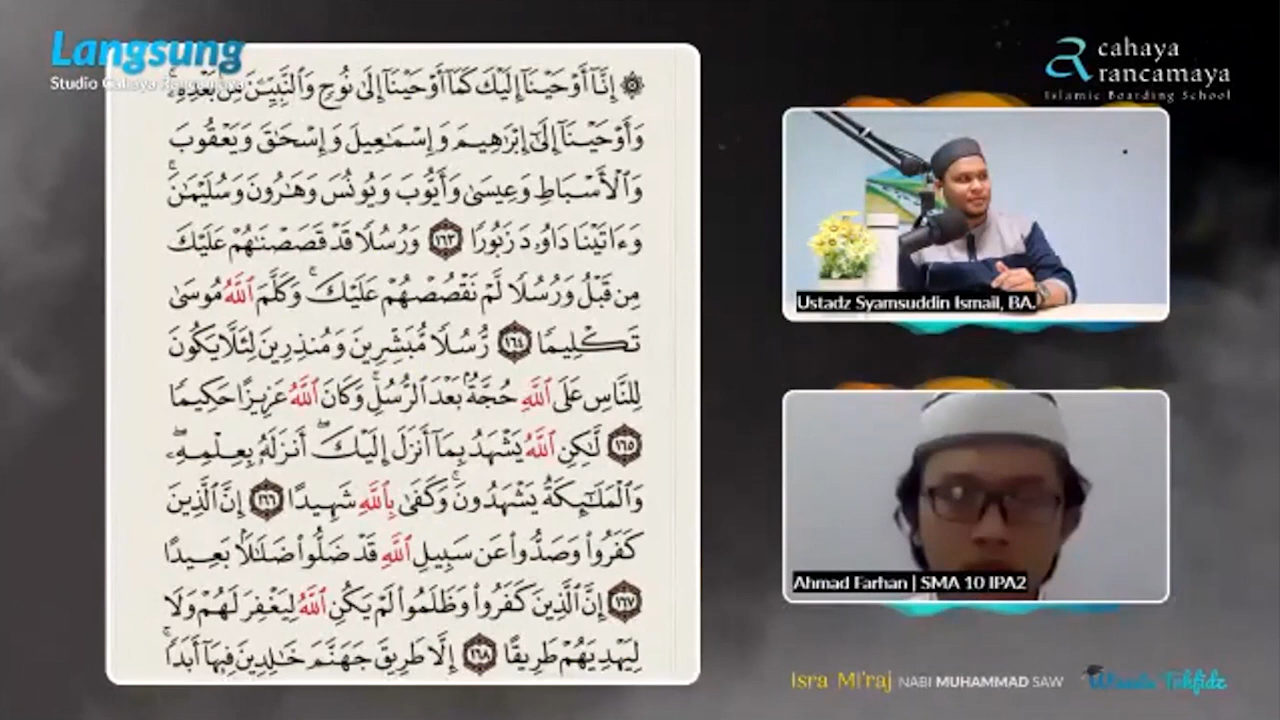 Langsung
Studio Cahaya Rancamaya
۞ إِنَّآ أَوْحَيْنَآ إِلَيْكَ كَمَآ أَوْحَيْنَآ إِلَىٰ نُوحٍ وَٱلنَّبِيِّـۧنَ مِنۢ بَعْدِهِۦۚ
وَأَوْحَيْنَآ إِلَىٰٓ إِبْرَٰهِيمَ وَإِسْمَٰعِيلَ وَإِسْحَٰقَ وَيَعْقُوبَ
وَٱلْأَسْبَاطِ وَعِيسَىٰ وَأَيُّوبَ وَيُونُسَ وَهَٰرُونَ وَسُلَيْمَٰنَۚ
وَءَاتَيْنَا دَاوُۥدَ زَبُورًا ١٦٣ وَرُسُلًا قَدْ قَصَصْنَٰهُمْ عَلَيْكَ
مِن قَبْلُ وَرُسُلًا لَّمْ نَقْصُصْهُمْ عَلَيْكَۚ وَكَلَّمَ ٱللَّهُ مُوسَىٰ
تَكْلِيمًا ١٦٤ رُّسُلًا مُّبَشِّرِينَ وَمُنذِرِينَ لِئَلَّا يَكُونَ
لِلنَّاسِ عَلَى ٱللَّهِ حُجَّةٌۢ بَعْدَ ٱلرُّسُلِۚ وَكَانَ ٱللَّهُ عَزِيزًا حَكِيمًا
١٦٥ لَّٰكِنِ ٱللَّهُ يَشْهَدُ بِمَآ أَنزَلَ إِلَيْكَۖ أَنزَلَهُۥ بِعِلْمِهِۦۖ
وَٱلْمَلَٰٓئِكَةُ يَشْهَدُونَۚ وَكَفَىٰ بِٱللَّهِ شَهِيدًا ١٦٦ إِنَّ ٱلَّذِينَ
كَفَرُوا۟ وَصَدُّوا۟ عَن سَبِيلِ ٱللَّهِ قَدْ ضَلُّوا۟ ضَلَٰلًۢا بَعِيدًا
١٦٧ إِنَّ ٱلَّذِينَ كَفَرُوا۟ وَظَلَمُوا۟ لَمْ يَكُنِ ٱللَّهُ لِيَغْفِرَ لَهُمْ وَلَا
لِيَهْدِيَهُمْ طَرِيقًا ١٦٨ إِلَّا طَرِيقَ جَهَنَّمَ خَٰلِدِينَ فِيهَآ أَبَدًاۚ
cahaya
rancamaya
Islamic Boarding School
Ustadz Syamsuddin Ismail, BA.
Ahmad Farhan | SMA 10 IPA2
Isra Mi'raj NABI MUHAMMAD SAW
Wisuda Tahfidz